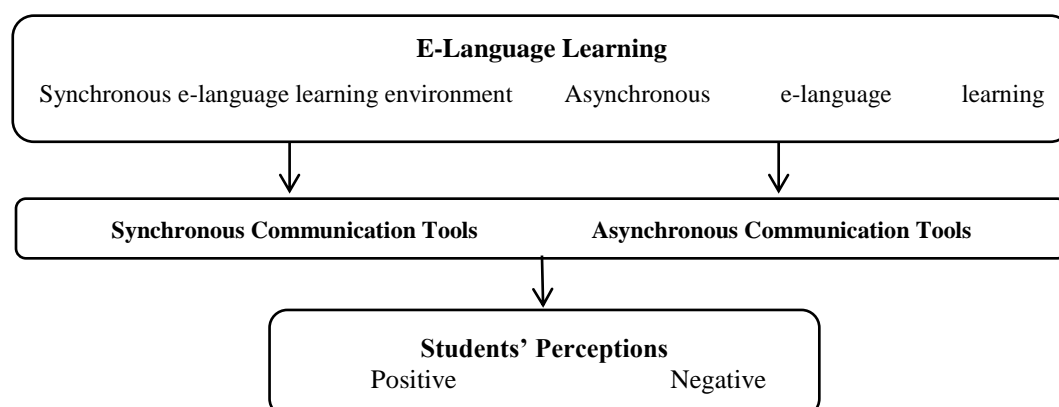 E-Language Learning
Synchronous e-language learning environment Asynchronous e-language learning
Synchronous Communication Tools Asynchronous Communication Tools
Students’ Perceptions
Positive Negative